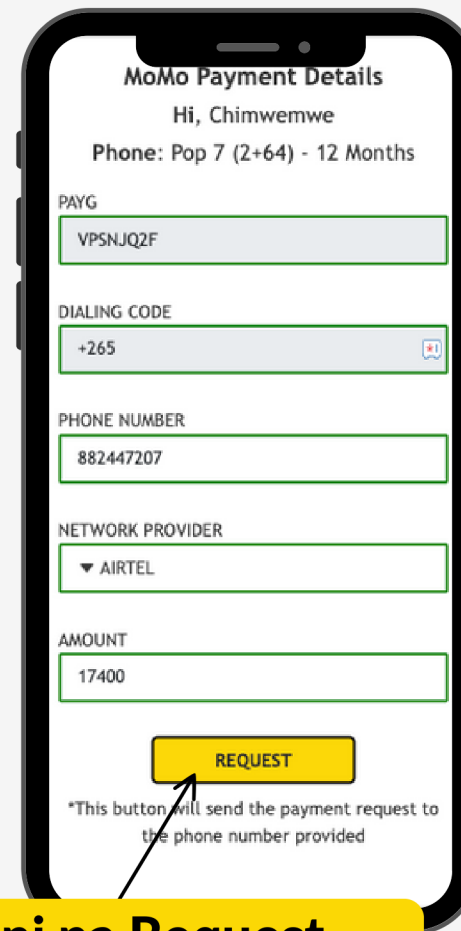 MoMo Payment Details
Hi, Chimwemwe
Phone: Pop 7 (2+64) - 12 Months
PAYG
VPSNJQ2F
DIALING CODE
+265
PHONE NUMBER
882447207
NETWORK PROVIDER
AIRTEL
AMOUNT
17400
REQUEST
*This button will send the payment request to
the phone number provided
pa Request